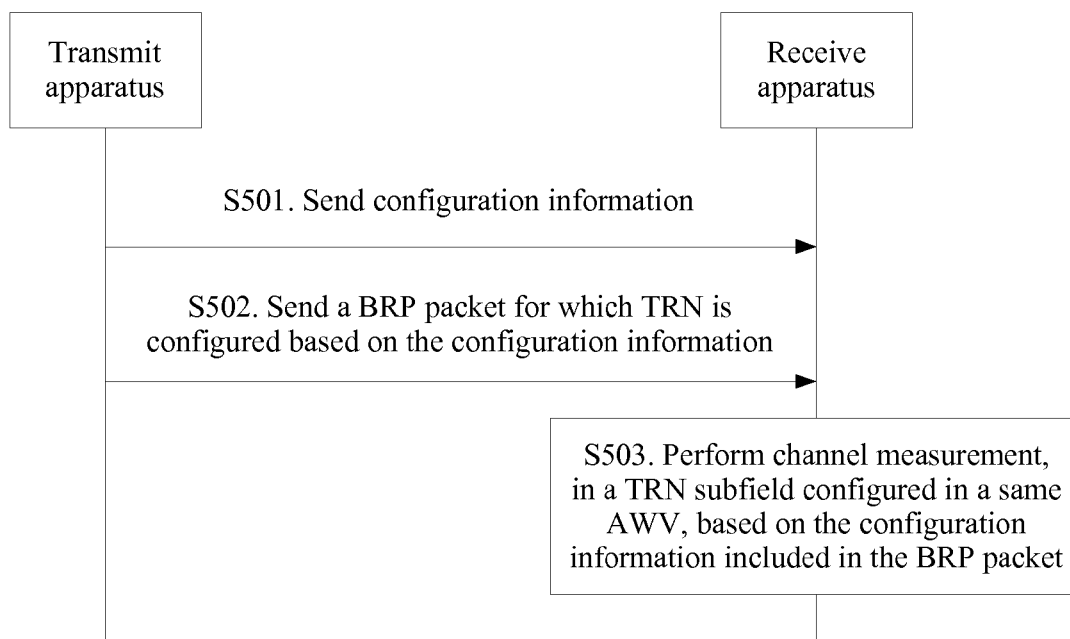 Transmit
apparatus
Receive
apparatus
S501. Send configuration information
S502. Send a BRP packet for which TRN is
configured based on the configuration information
S503. Perform channel measurement,
in a TRN subfield configured in a same
AWV, based on the configuration
information included in the BRP packet